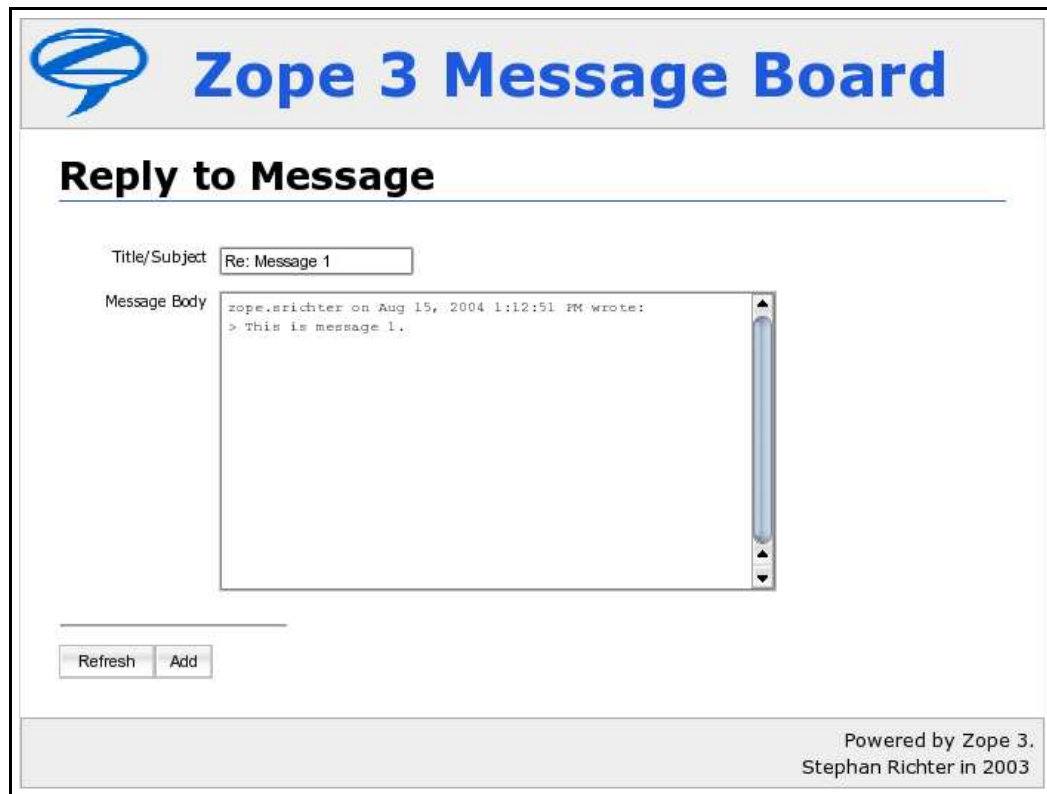 Zope 3 Message Board
Reply to Message
Title/Subject Re: Message 1
Message Body zope.srichter on Aug 15, 2004 1:12:51 PM wrote:
> This is message 1.
Refresh Add
Powered by Zope 3.
Stephan Richter in 2003